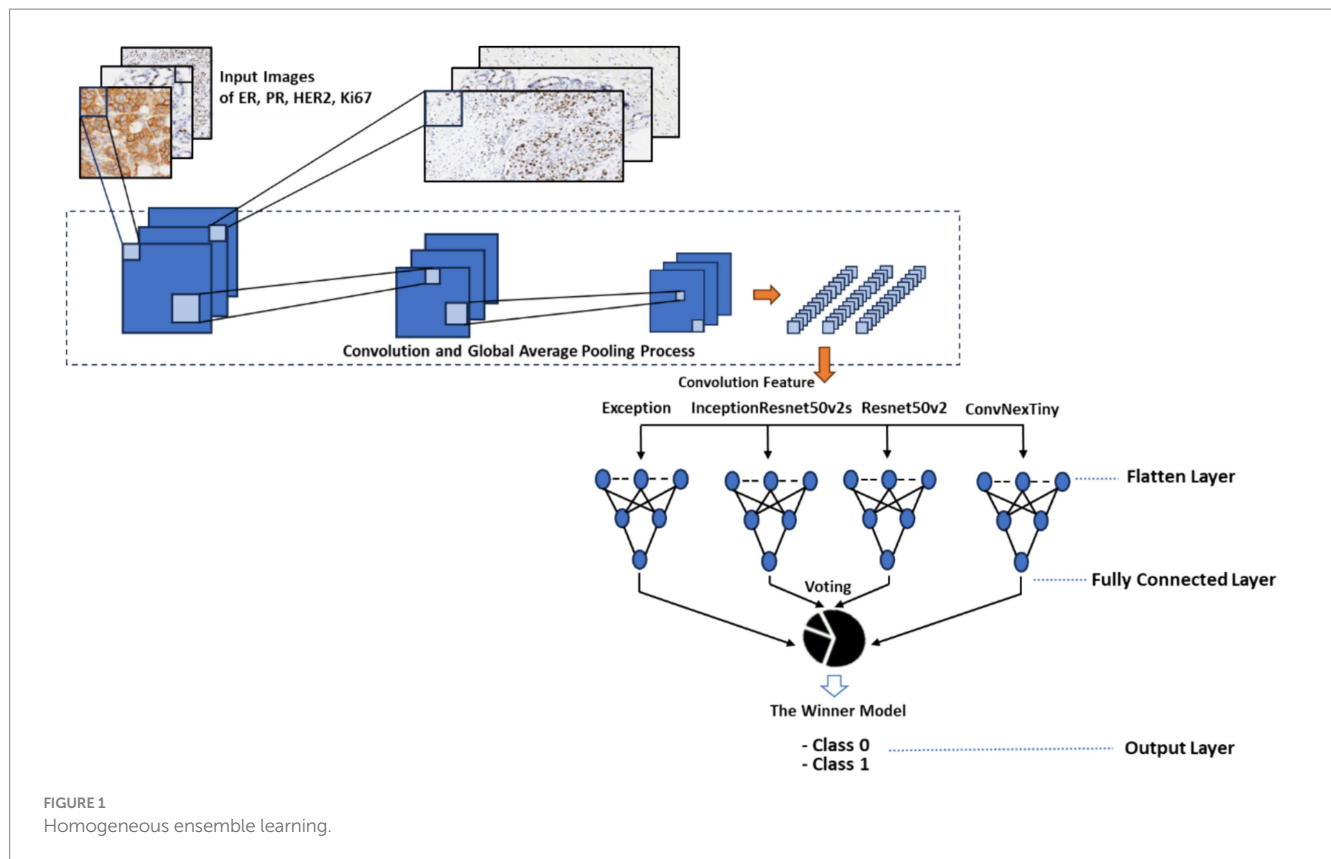 Input Images
of ER, PR, HER2, Ki67
Convolution and Global Average Pooling Process
Convolution Feature
Exception InceptionResnet50v2s Resnet50v2 ConvNexTiny
Flatten Layer
Fully Connected Layer
Voting
The Winner Model
- Class 0
- Class 1
Output Layer
FIGURE 1
Homogeneous ensemble learning.